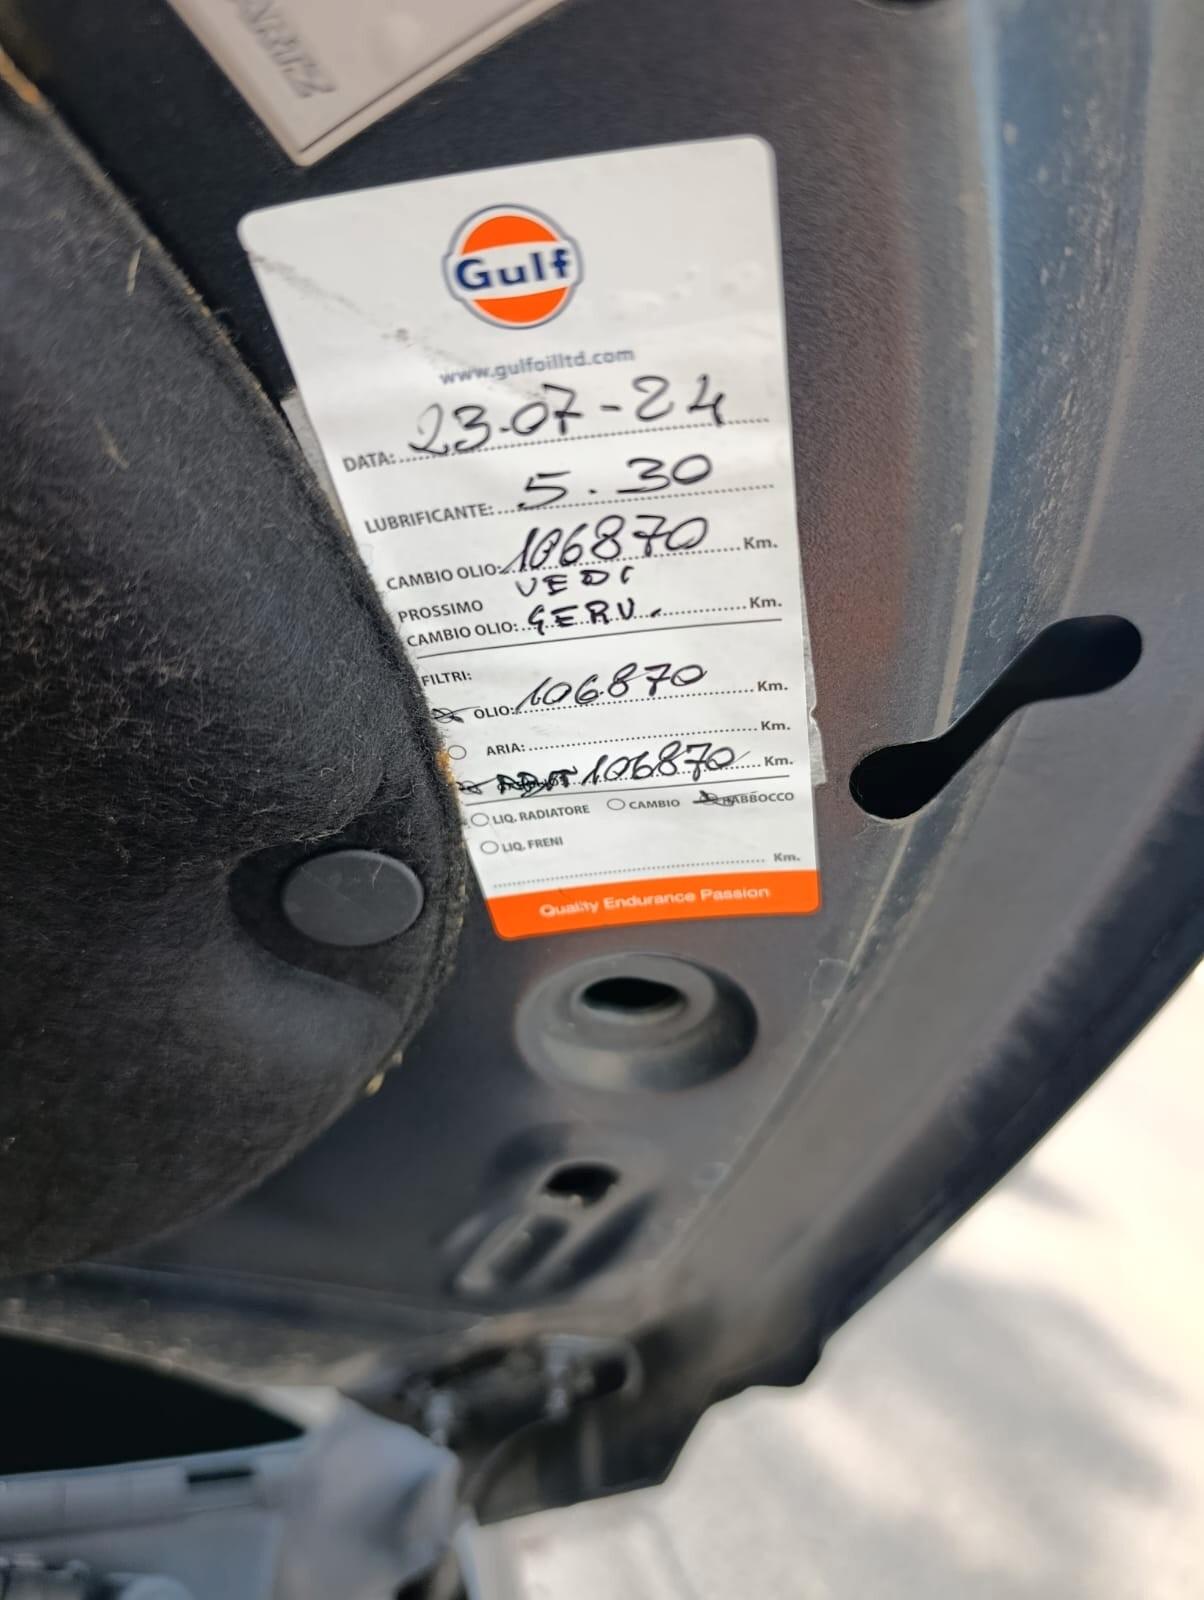 Gulf
www.gulfoilltd.com
DATA: 23-07-24
LUBRIFICANTE: 5.30
CAMBIO OLIO: 106870 Km.
PROSSIMO VEDI
CAMBIO OLIO: SERV. Km.
FILTRI:
OLIO: 106870 Km.
ARIA: Km.
106870 Km.
LIQ. RADIATORE CAMBIO RABBOCCO
LIQ. FRENI
Km.
Quality Endurance Passion